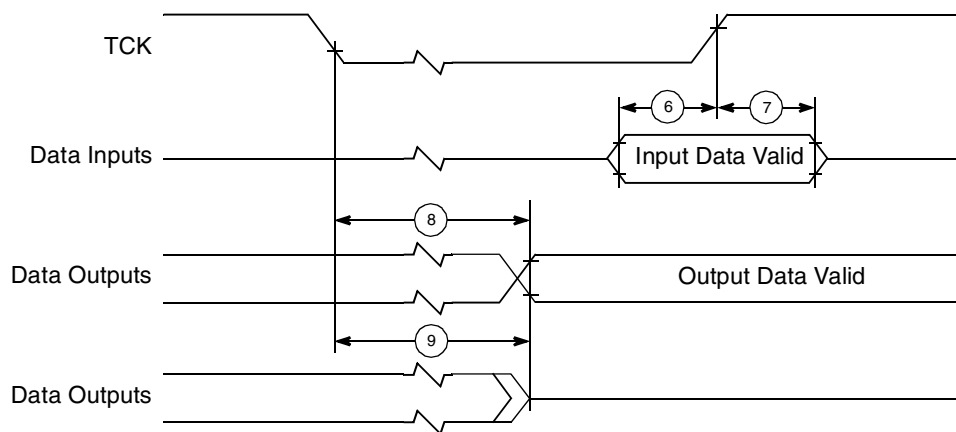 TCK
6
7
Data Inputs
Input Data Valid
8
Data Outputs
Output Data Valid
9
Data Outputs